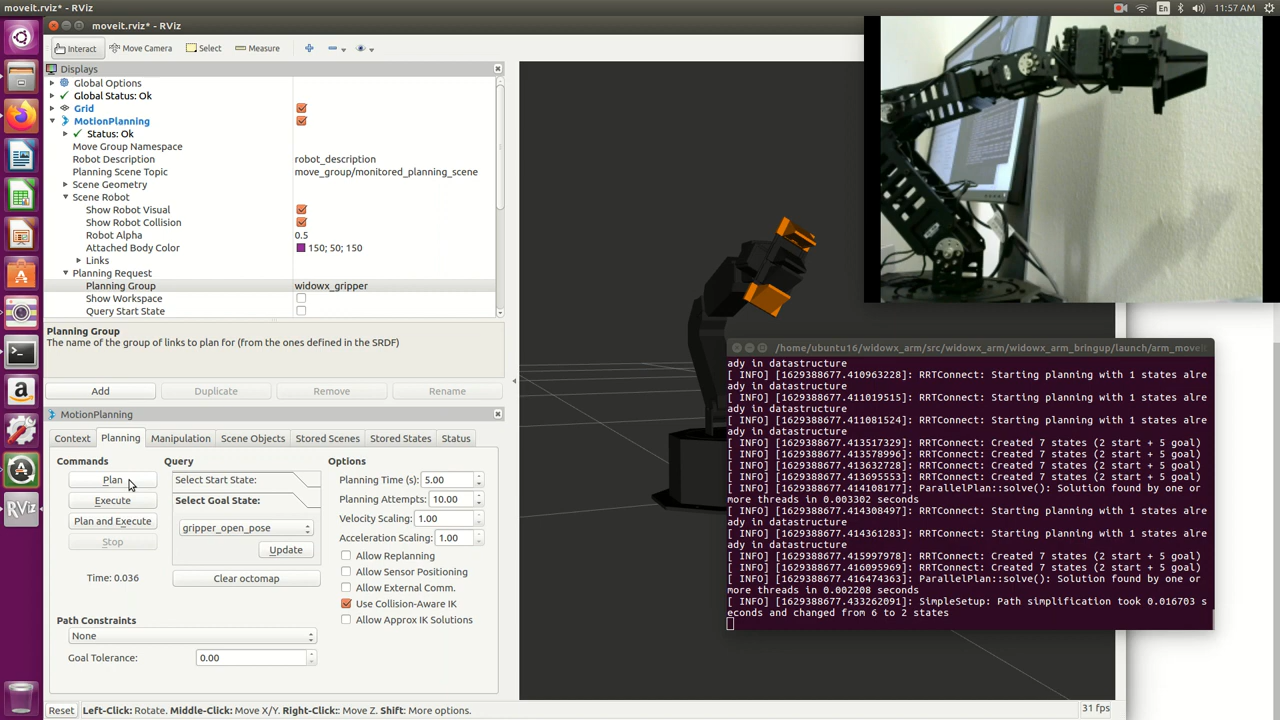 moveit.rviz* - RViz
En
11:57 AM
moveit.rviz* - RViz
Interact
Move Camera
Select
Measure
Displays
Global Options
Global Status: Ok
Grid
MotionPlanning
Status: Ok
Move Group Namespace
Robot Description
robot_description
Planning Scene Topic
move_group/monitored_planning_scene
Scene Geometry
Scene Robot
Show Robot Visual
Show Robot Collision
Robot Alpha
0.5
Attached Body Color
150; 50; 150
Links
Planning Request
Planning Group
widowx_gripper
Show Workspace
Query Start State
Planning Group
The name of the group of links to plan for (from the ones defined in the SRDF)
Add
Duplicate
Remove
Rename
MotionPlanning
Context
Planning
Manipulation
Scene Objects
Stored Scenes
Stored States
Status
Commands
Plan
Execute
Plan and Execute
Stop
Time: 0.036
Query
Select Start State:
Select Goal State:
gripper_open_pose
Update
Clear octomap
Options
Planning Time (s):
5.00
Planning Attempts:
10.00
Velocity Scaling:
1.00
Acceleration Scaling:
1.00
Allow Replanning
Allow Sensor Positioning
Allow External Comm.
Use Collision-Aware IK
Allow Approx IK Solutions
Path Constraints
None
Goal Tolerance:
0.00
Reset
Left-Click: Rotate. Middle-Click: Move X/Y. Right-Click:: Move Z. Shift: More options.
31 fps
/home/ubuntu16/widowx_arm/src/widowx_arm/widowx_arm_bringup/launch/arm_movei
ady in datastructure
[ INFO] [1629388677.410963228]: RRTConnect: Starting planning with 1 states alre
ady in datastructure
[ INFO] [1629388677.411019515]: RRTConnect: Starting planning with 1 states alre
ady in datastructure
[ INFO] [1629388677.411081524]: RRTConnect: Starting planning with 1 states alre
ady in datastructure
[ INFO] [1629388677.413517329]: RRTConnect: Created 7 states (2 start + 5 goal)
[ INFO] [1629388677.413578996]: RRTConnect: Created 7 states (2 start + 5 goal)
[ INFO] [1629388677.413632728]: RRTConnect: Created 7 states (2 start + 5 goal)
[ INFO] [1629388677.413695553]: RRTConnect: Created 7 states (2 start + 5 goal)
[ INFO] [1629388677.414108177]: ParallelPlan::solve(): Solution found by one or
more threads in 0.003302 seconds
[ INFO] [1629388677.414308497]: RRTConnect: Starting planning with 1 states alre
ady in datastructure
[ INFO] [1629388677.414361283]: RRTConnect: Starting planning with 1 states alre
ady in datastructure
[ INFO] [1629388677.415997978]: RRTConnect: Created 7 states (2 start + 5 goal)
[ INFO] [1629388677.416095969]: RRTConnect: Created 7 states (2 start + 5 goal)
[ INFO] [1629388677.416474363]: ParallelPlan::solve(): Solution found by one or
more threads in 0.002208 seconds
[ INFO] [1629388677.433262091]: SimpleSetup: Path simplification took 0.016703 s
econds and changed from 6 to 2 states
RViz